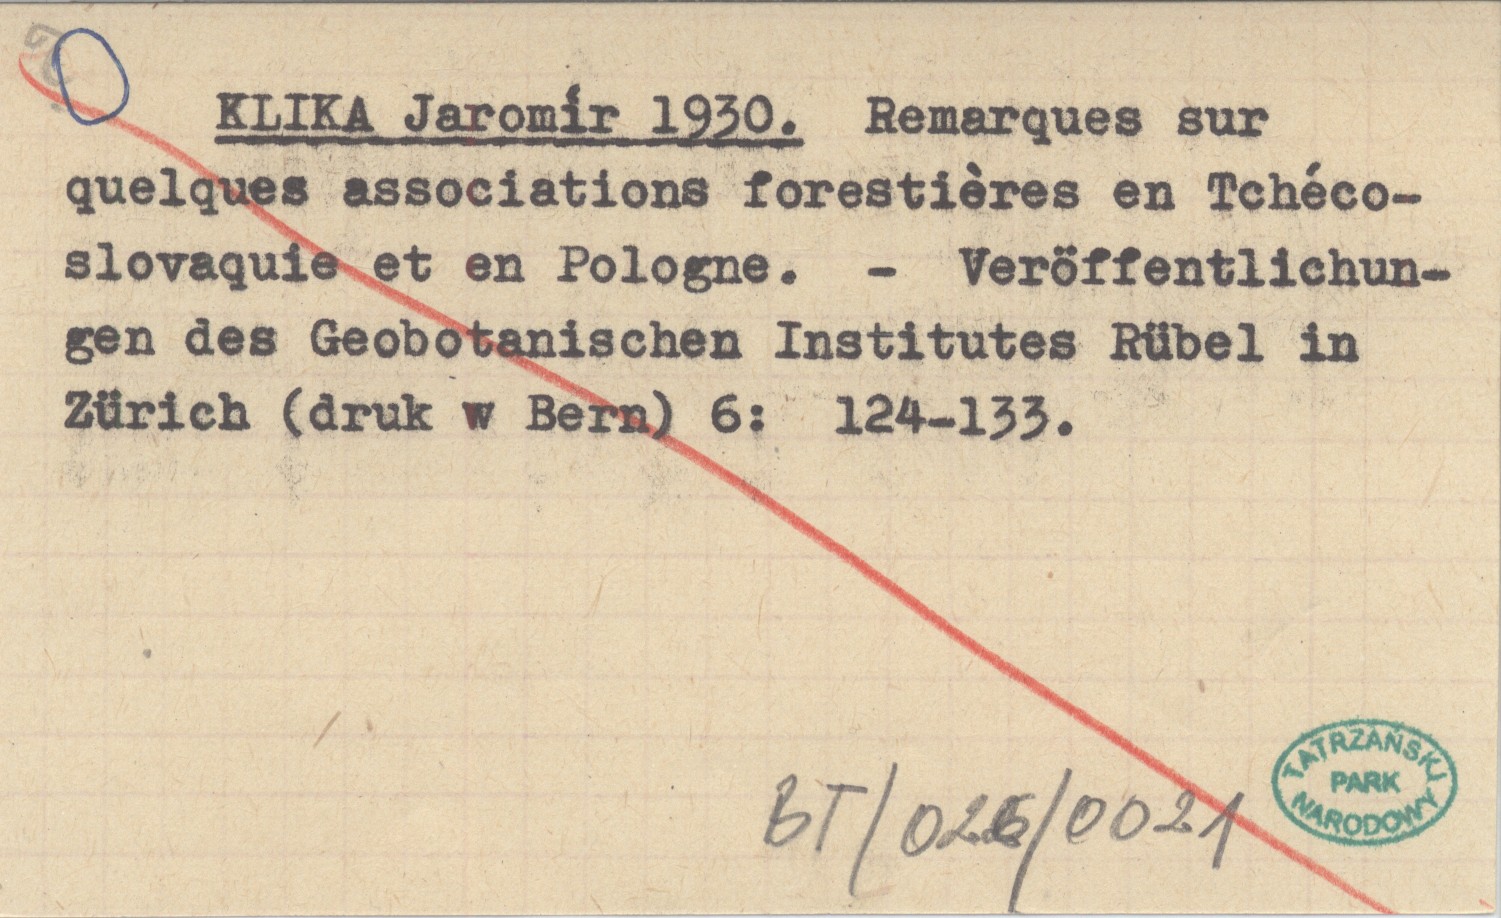 KLIKA Jaromír 1930. Remarques sur
quelques associations forestières en Tchéco-
slovaquie et en Pologne. - Veröffentlichun-
gen des Geobotanischen Institutes Rübel in
Zürich (druk w Bern) 6: 124-133.
BT/026/0021
TATRZAŃSKI
PARK
NARODOWY